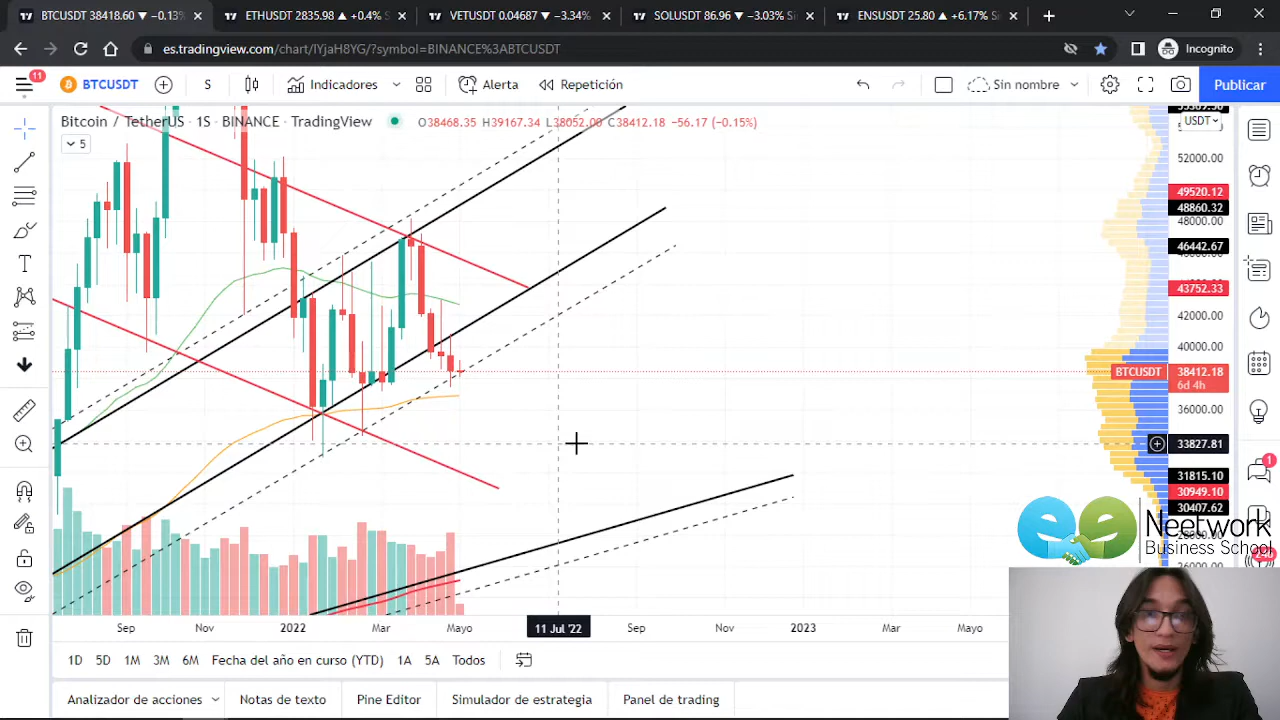 BTCUSDT 38418.60 ▼ −0.13%
ETHUSDT 2835.98 ▲ +0.4% S
VETUSDT 0.04687 ▼ −3.34%
SOLUSDT 86.36 ▼ −3.03% Si
ENSUSDT 25.80 ▲ +6.17% Si
es.tradingview.com/chart/IYjaH8YG/?symbol=BINANCE%3ABTCUSDT
Incognito
11
BTCUSDT
S
Indicadores
Alerta
Repetición
Sin nombre
Publicar
Bitcoin / TetherUS · 1S · BINANCE · TradingView
H39167.34 L38052.00 C38412.18 −56.17 (−0.15%)
5
USDT
52000.00
49520.12
48860.32
48000.00
46442.67
43752.33
42000.00
40000.00
BTCUSDT 38412.18
6d 4h
36000.00
33827.81
31815.10
30949.10
30407.62
1
Neetwork
Business School
Sep
Nov
2022
Mar
Mayo
11 Jul '22
Sep
Nov
2023
Mar
Mayo
1D 5D 1M 3M 6M Fecha del año en curso (YTD) 1A 5A Todos
Analizador de acciones
Notas de texto
Pine Editor
Simulador de estrategia
Panel de trading